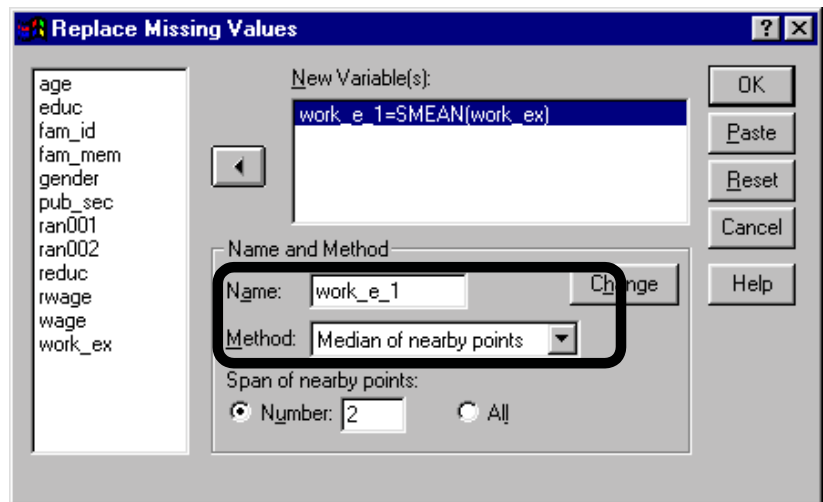 Replace Missing Values
age
educ
fam_id
fam_mem
gender
pub_sec
ran001
ran002
reduc
rwage
wage
work_ex
New Variable(s):
work_e_1=SMEAN(work_ex)
OK
Paste
Reset
Cancel
Help
Name and Method
Name: work_e_1
Change
Method: Median of nearby points
Span of nearby points:
Number: 2 All